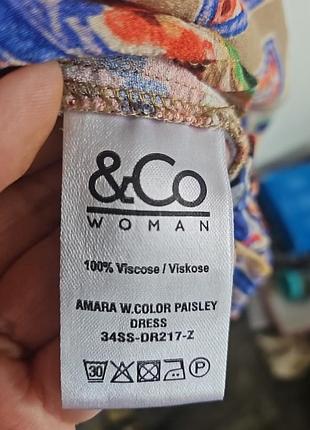 &Co
WOMAN
100% Viscose / Viskose
AMARA W.COLOR PAISLEY
DRESS
34SS-DR217-Z
30 P